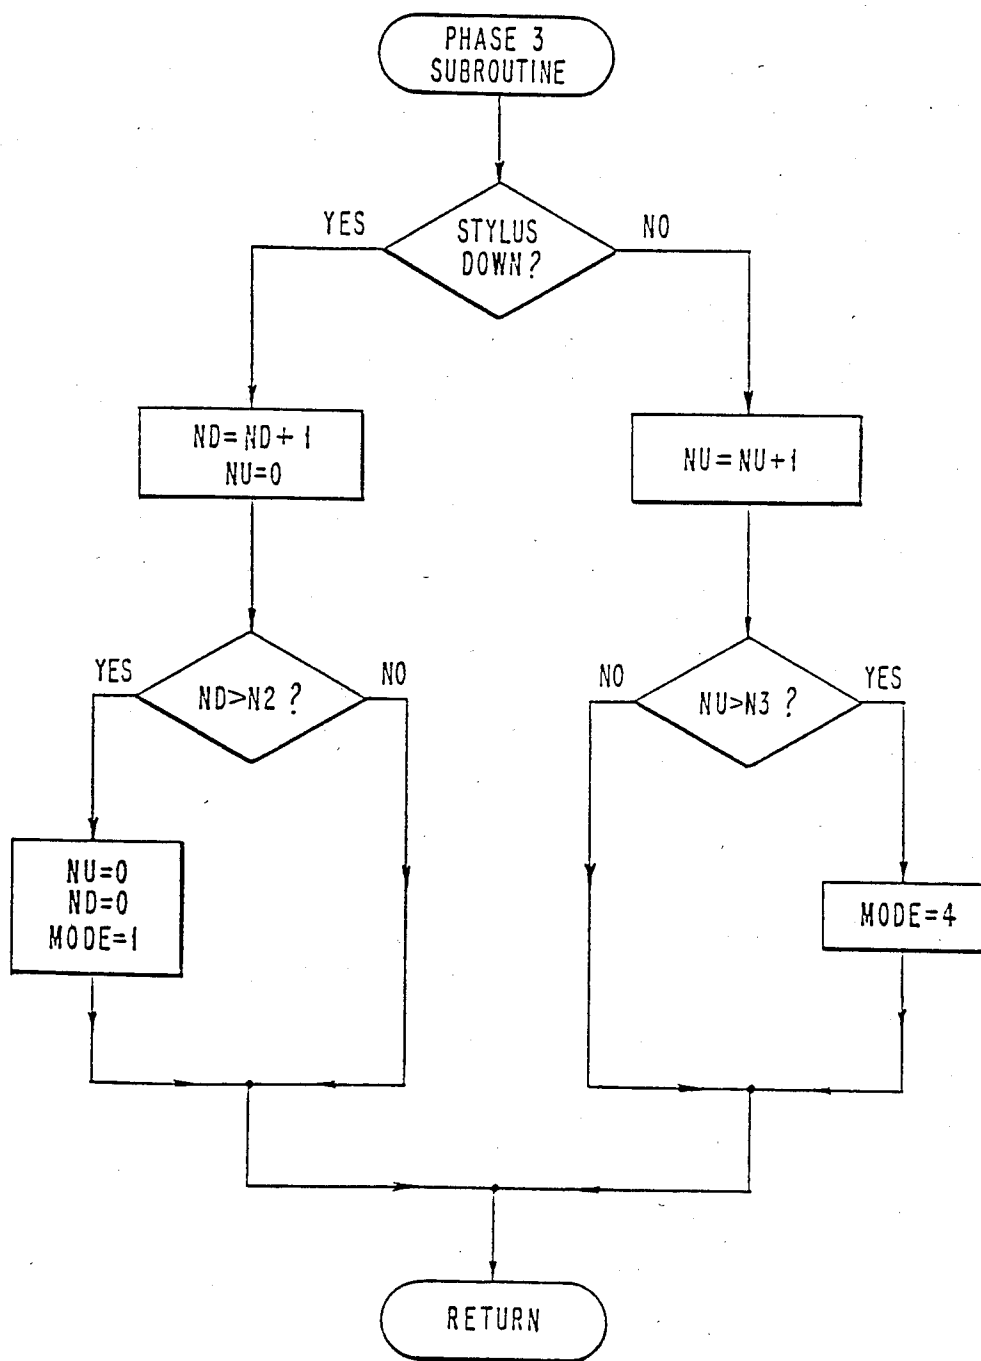 PHASE 3
SUBROUTINE
STYLUS
DOWN?
YES
NO
ND=ND+1
NU=0
NU=NU+1
ND>N2 ?
YES
NO
NU>N3 ?
NO
YES
NU=0
ND=0
MODE=1
MODE=4
RETURN